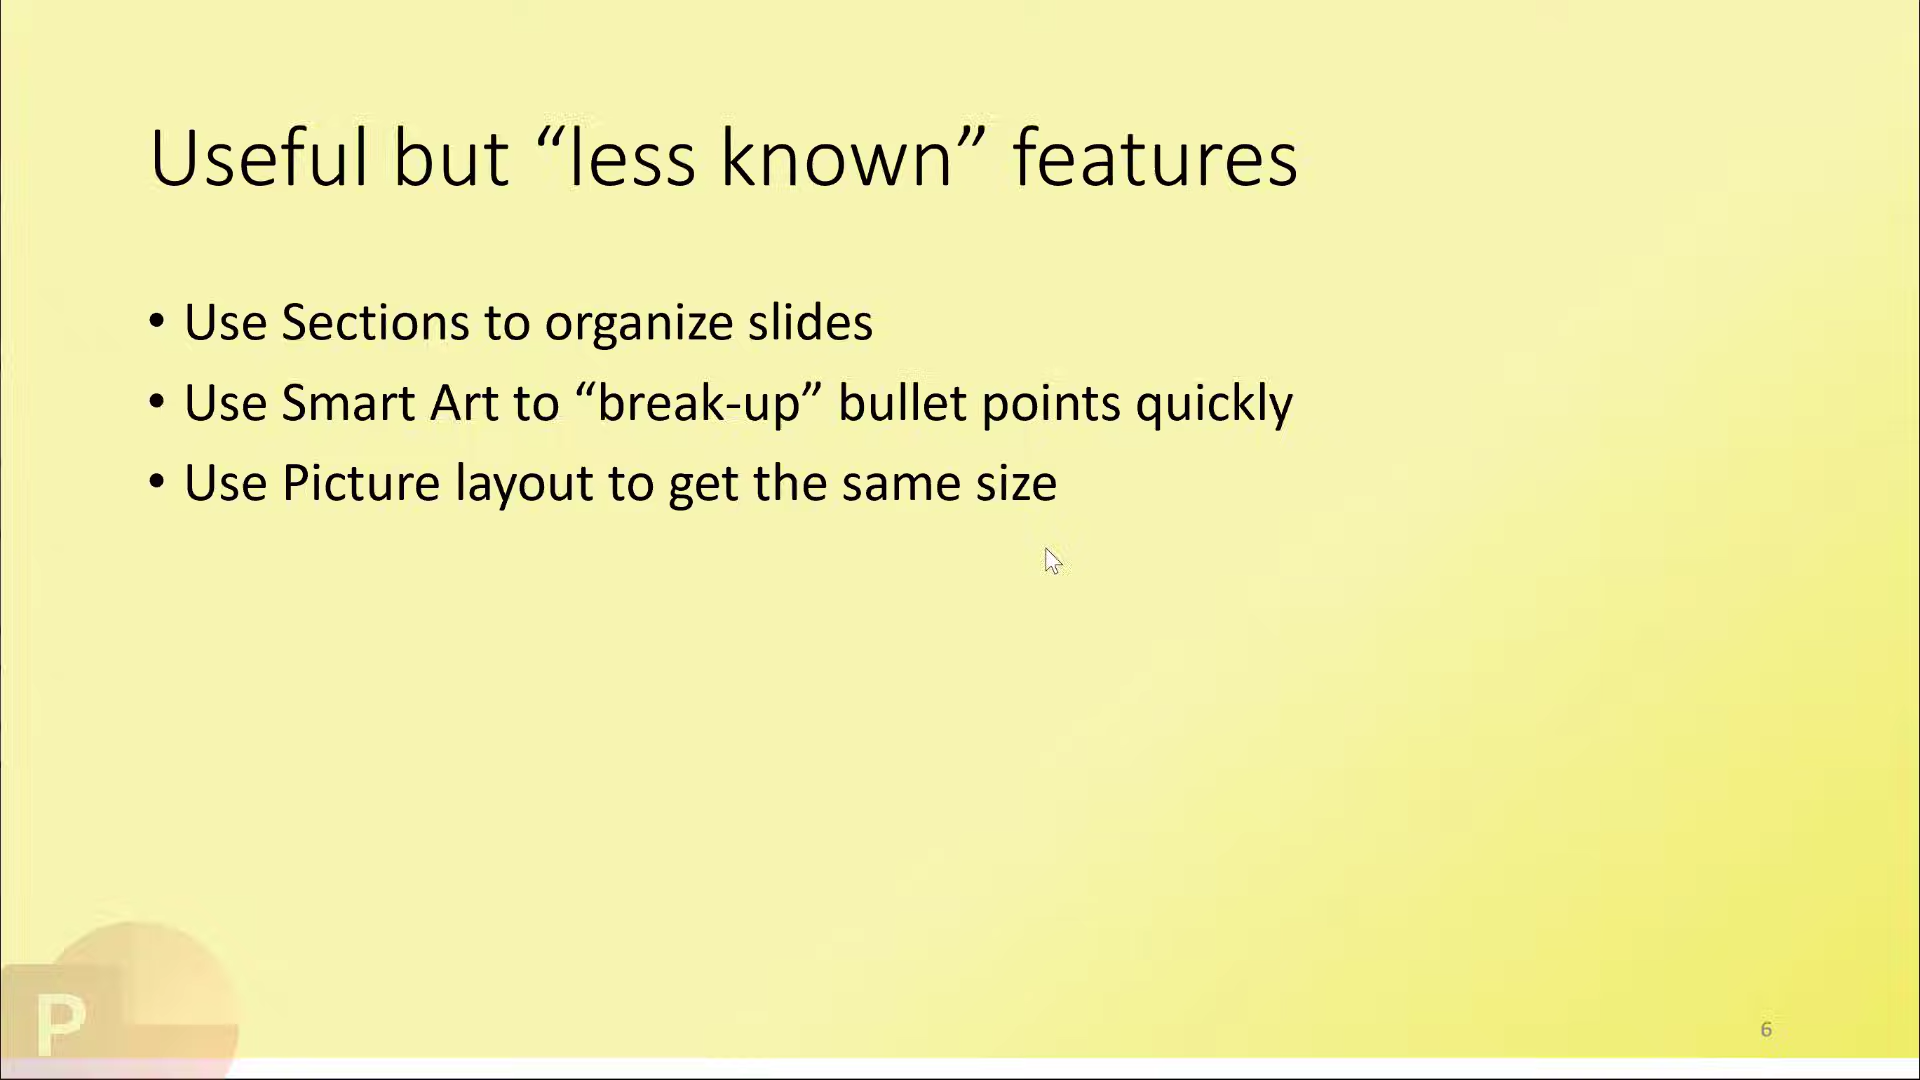 Useful but “less known” features
• Use Sections to organize slides
• Use Smart Art to “break-up” bullet points quickly
• Use Picture layout to get the same size
P
6